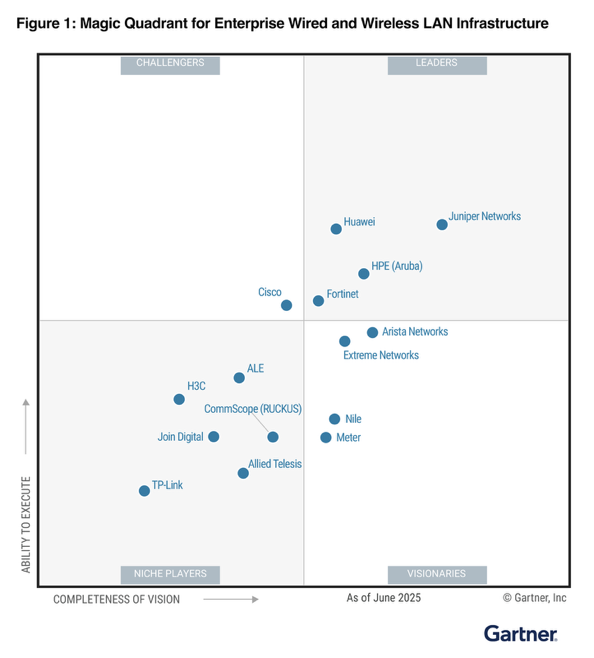 Figure 1: Magic Quadrant for Enterprise Wired and Wireless LAN Infrastructure
CHALLENGERS
LEADERS
Juniper Networks
Huawei
HPE (Aruba)
Cisco
Fortinet
Arista Networks
Extreme Networks
ALE
H3C
CommScope (RUCKUS)
Nile
Join Digital
Meter
Allied Telesis
TP-Link
ABILITY TO EXECUTE
NICHE PLAYERS
VISIONARIES
COMPLETENESS OF VISION
As of June 2025
© Gartner, Inc
Gartner